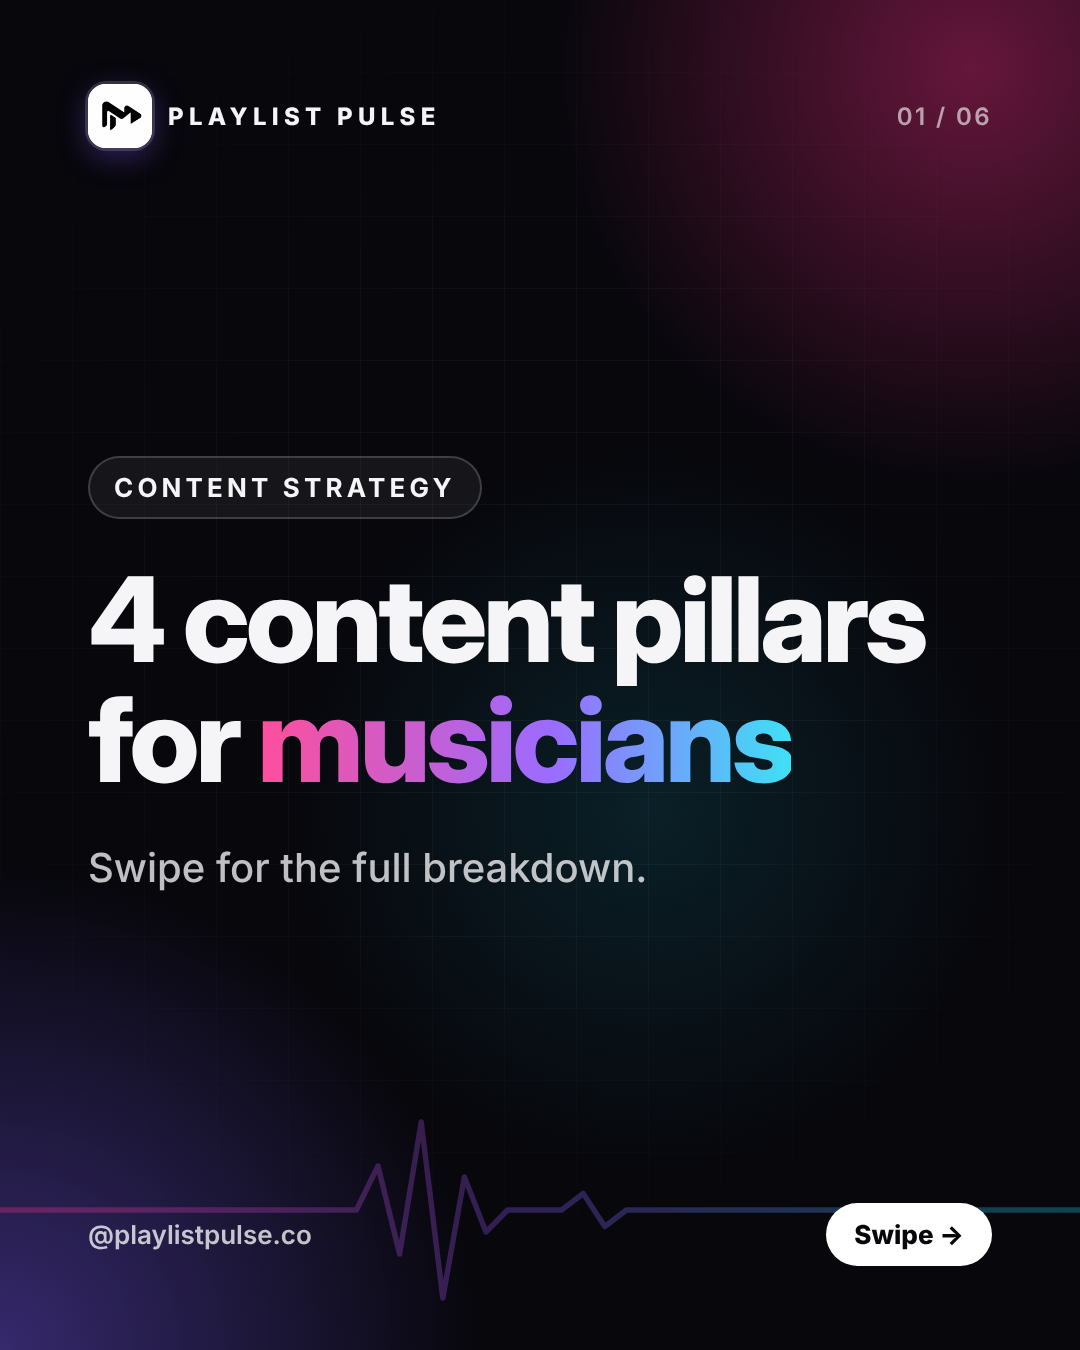 PLAYLIST PULSE
01 / 06
CONTENT STRATEGY
4 content pillars
for musicians
Swipe for the full breakdown.
@playlistpulse.co
Swipe →